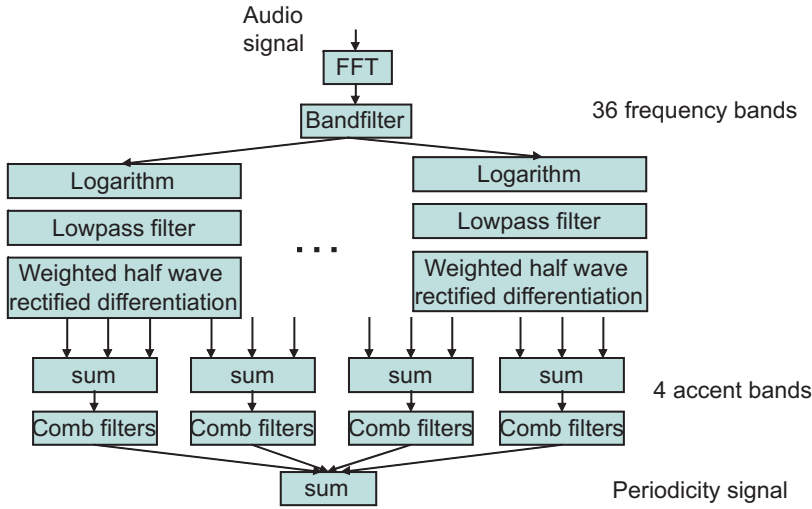 Audio
signal
FFT
Bandfilter
36 frequency bands
Logarithm
Logarithm
Lowpass filter
Lowpass filter
...
Weighted half wave
rectified differentiation
Weighted half wave
rectified differentiation
sum
sum
sum
sum
4 accent bands
Comb filters
Comb filters
Comb filters
Comb filters
sum
Periodicity signal